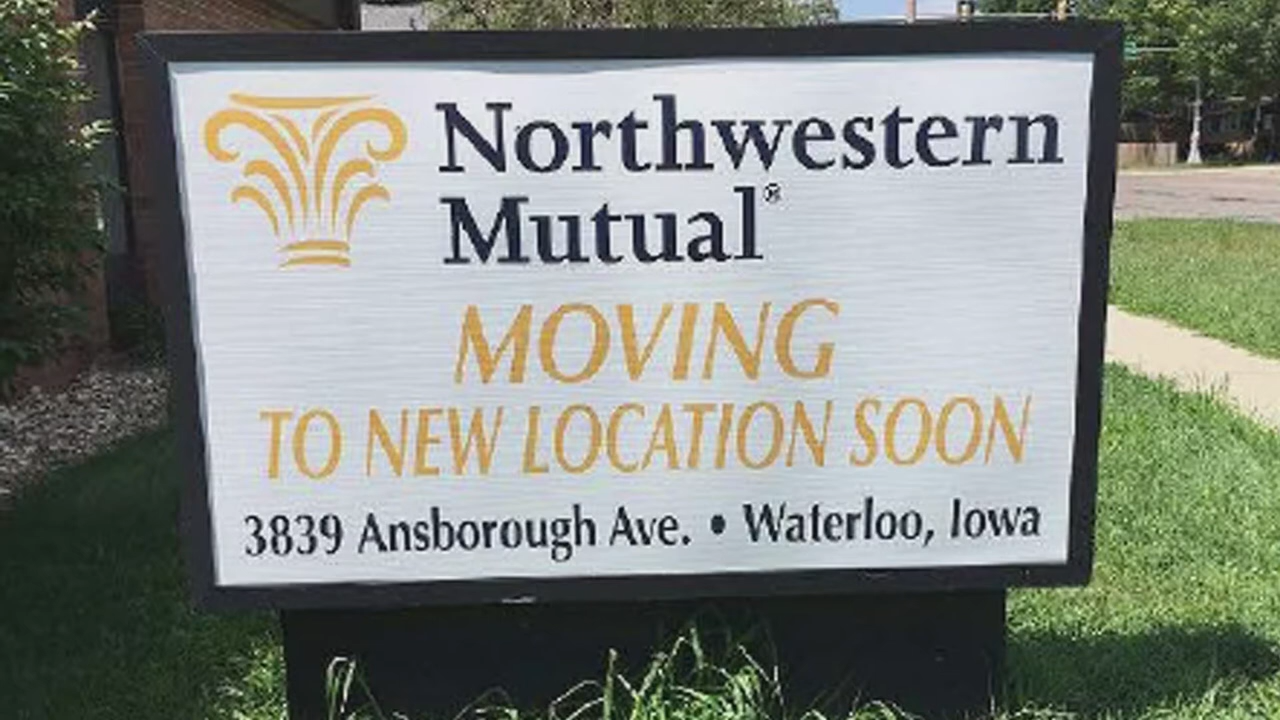 Northwestern
Mutual®
MOVING
TO NEW LOCATION SOON
3839 Ansborough Ave. • Waterloo, Iowa